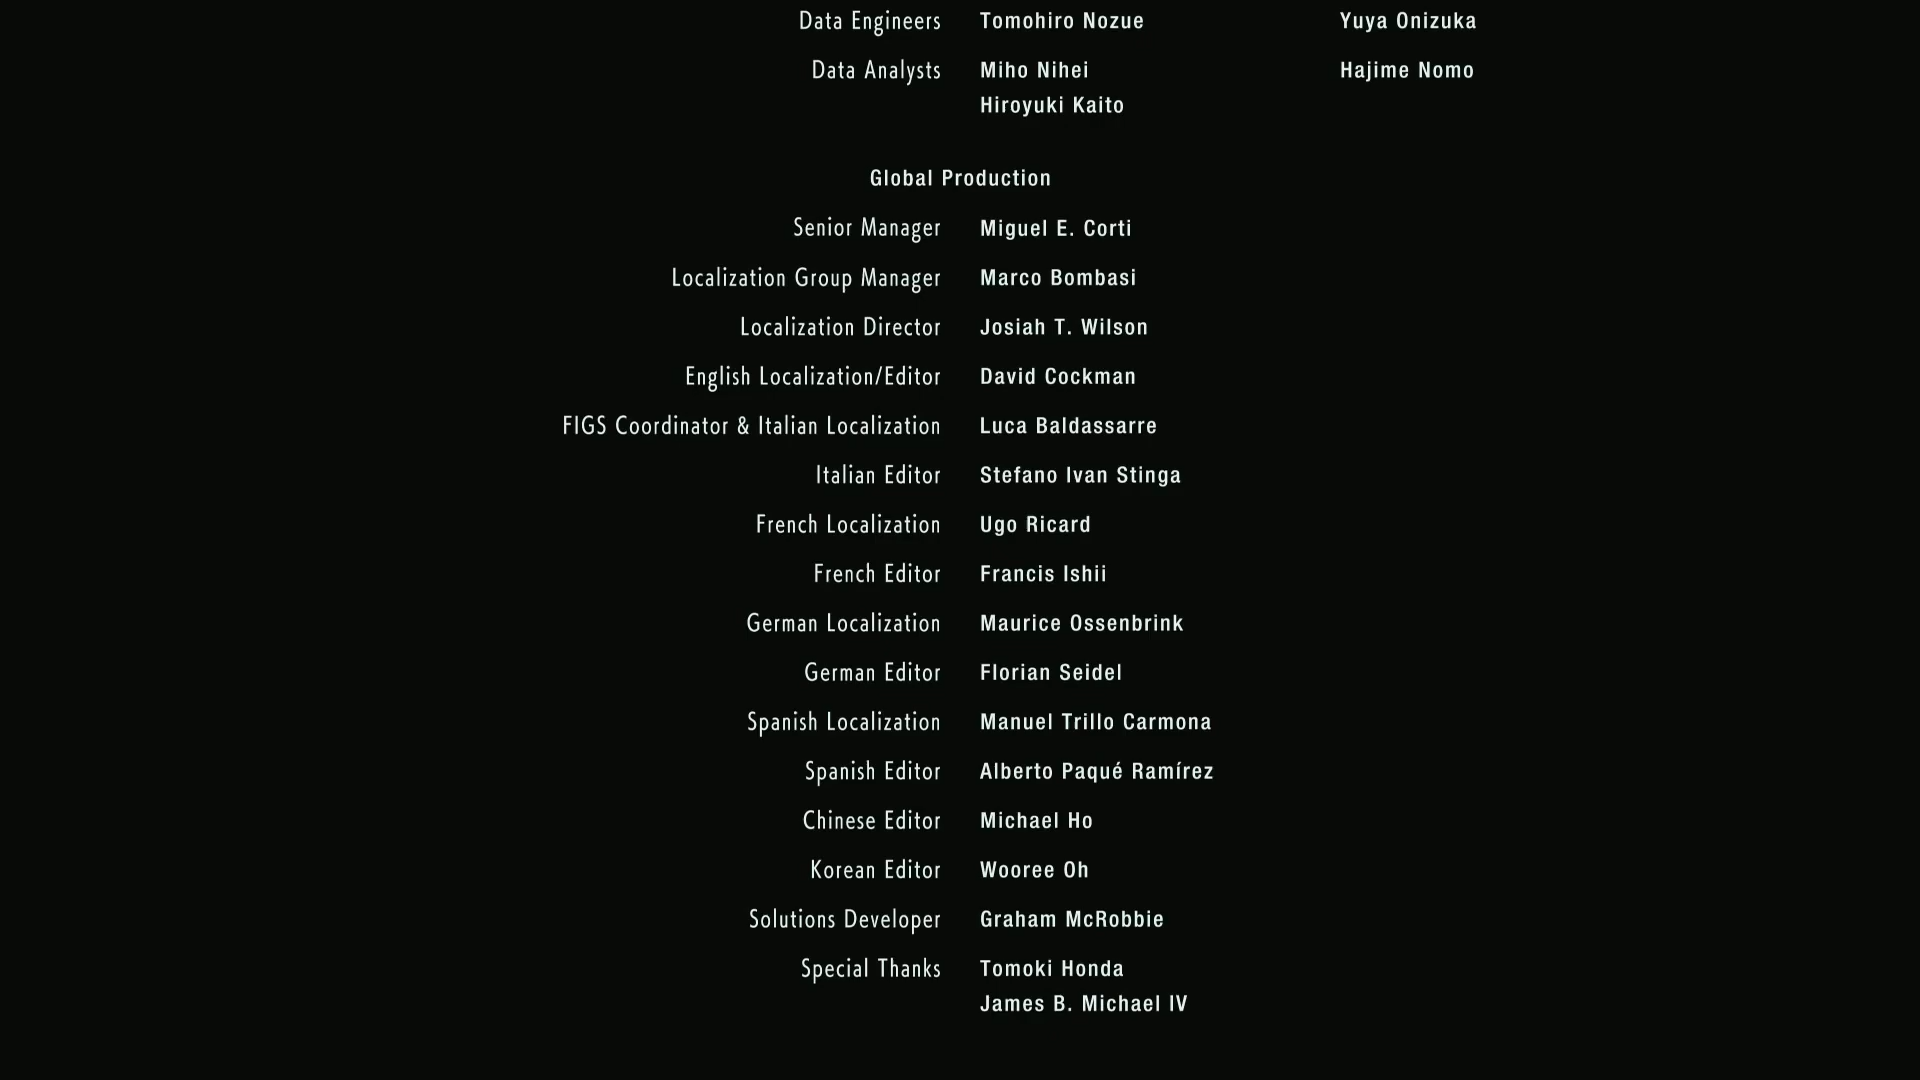 Data Engineers Tomohiro Nozue Yuya Onizuka
Data Analysts Miho Nihei Hajime Nomo
Hiroyuki Kaito
Global Production
Senior Manager Miguel E. Corti
Localization Group Manager Marco Bombasi
Localization Director Josiah T. Wilson
English Localization/Editor David Cockman
FIGS Coordinator & Italian Localization Luca Baldassarre
Italian Editor Stefano Ivan Stinga
French Localization Ugo Ricard
French Editor Francis Ishii
German Localization Maurice Ossenbrink
German Editor Florian Seidel
Spanish Localization Manuel Trillo Carmona
Spanish Editor Alberto Paqué Ramírez
Chinese Editor Michael Ho
Korean Editor Wooree Oh
Solutions Developer Graham McRobbie
Special Thanks Tomoki Honda
James B. Michael IV